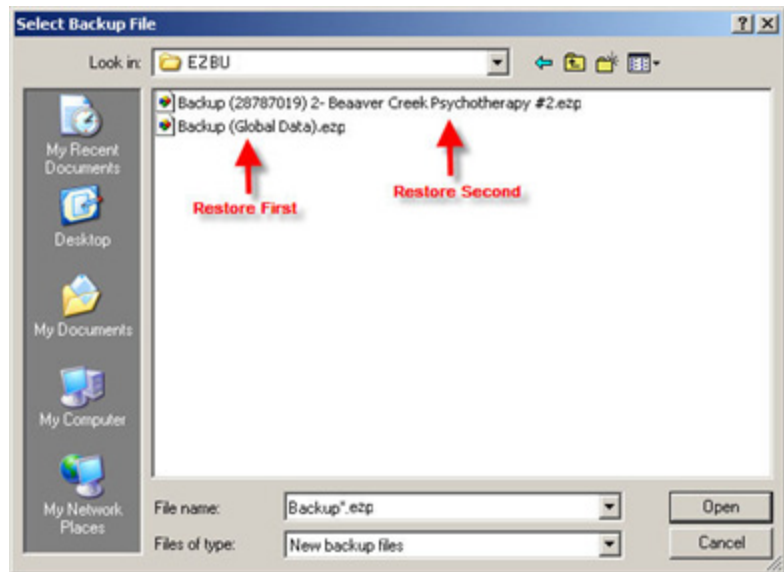 Select Backup File
Look in: EZBU
Backup (28787019) 2- Beaaver Creek Psychotherapy #2.ezp
Backup (Global Data).ezp
Restore First
Restore Second
My Recent
Documents
Desktop
My Documents
My Computer
My Network
Places
File name: Backup*.ezp Open
Files of type: New backup files Cancel